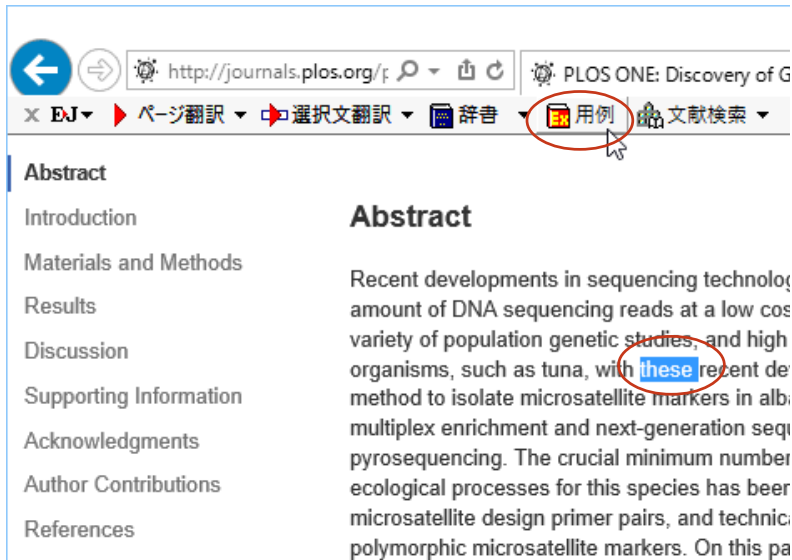 http://journals.plos.org/p
PLOS ONE: Discovery of G
x EJ ページ翻訳 選択文翻訳 辞書 Ex 用例 文献検索
Abstract
Introduction
Materials and Methods
Results
Discussion
Supporting Information
Acknowledgments
Author Contributions
References
Abstract
Recent developments in sequencing technolog
amount of DNA sequencing reads at a low cos
variety of population genetic studies, and high
organisms, such as tuna, with these recent de
method to isolate microsatellite markers in alba
multiplex enrichment and next-generation sequ
pyrosequencing. The crucial minimum number
ecological processes for this species has been
microsatellite design primer pairs, and technica
polymorphic microsatellite markers. On this pa